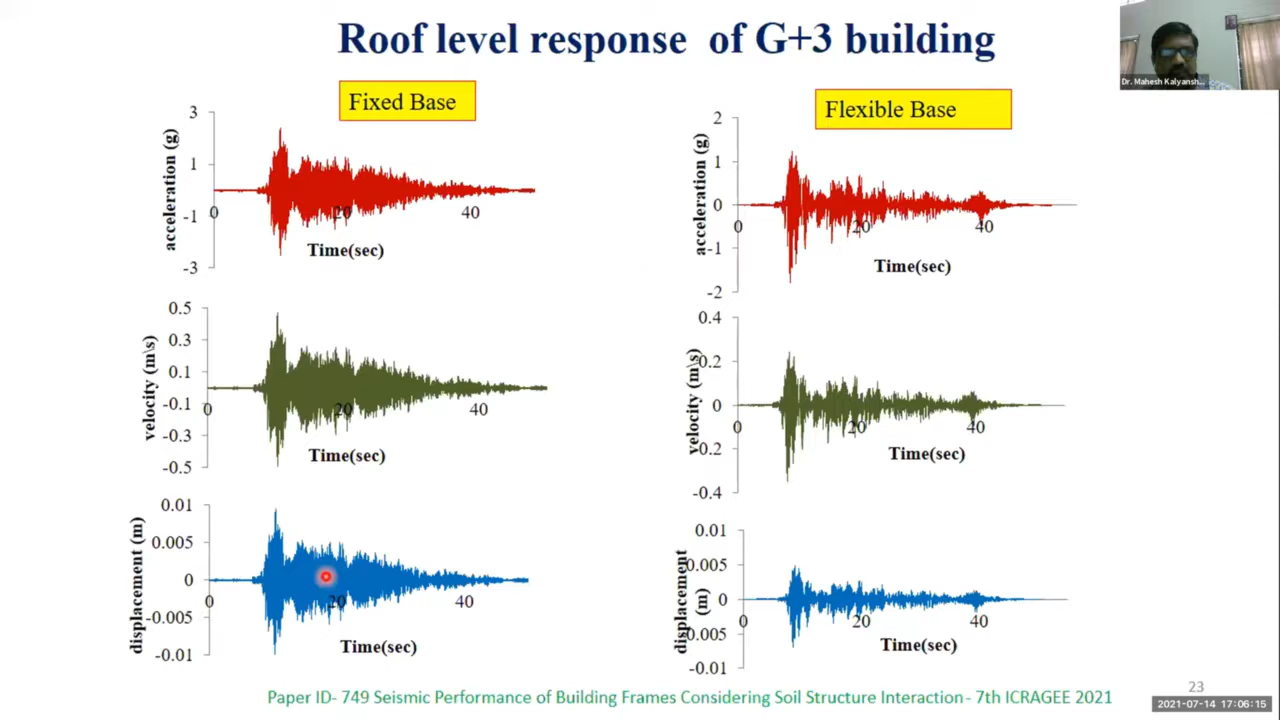 Roof level response of G+3 building
Dr. Mahesh Kalyansh...
Fixed Base
3
1
-1
-3
acceleration (g)
0
20
40
Time(sec)
Flexible Base
2
1
0
-1
-2
acceleration (g)
0
20
40
Time(sec)
0.5
0.3
0.1
-0.1
-0.3
-0.5
velocity (m\s)
0
20
40
Time(sec)
0.4
0.2
0
-0.2
-0.4
velocity (m\s)
0
20
40
Time(sec)
0.01
0.005
0
-0.005
-0.01
displacement (m)
0
20
40
Time(sec)
0.01
0.005
0
-0.005
-0.01
displacement
(m)
0
20
40
Time(sec)
Paper ID- 749 Seismic Performance of Building Frames Considering Soil Structure Interaction - 7th ICRAGEE 2021
23
2021-07-14 17:06:15